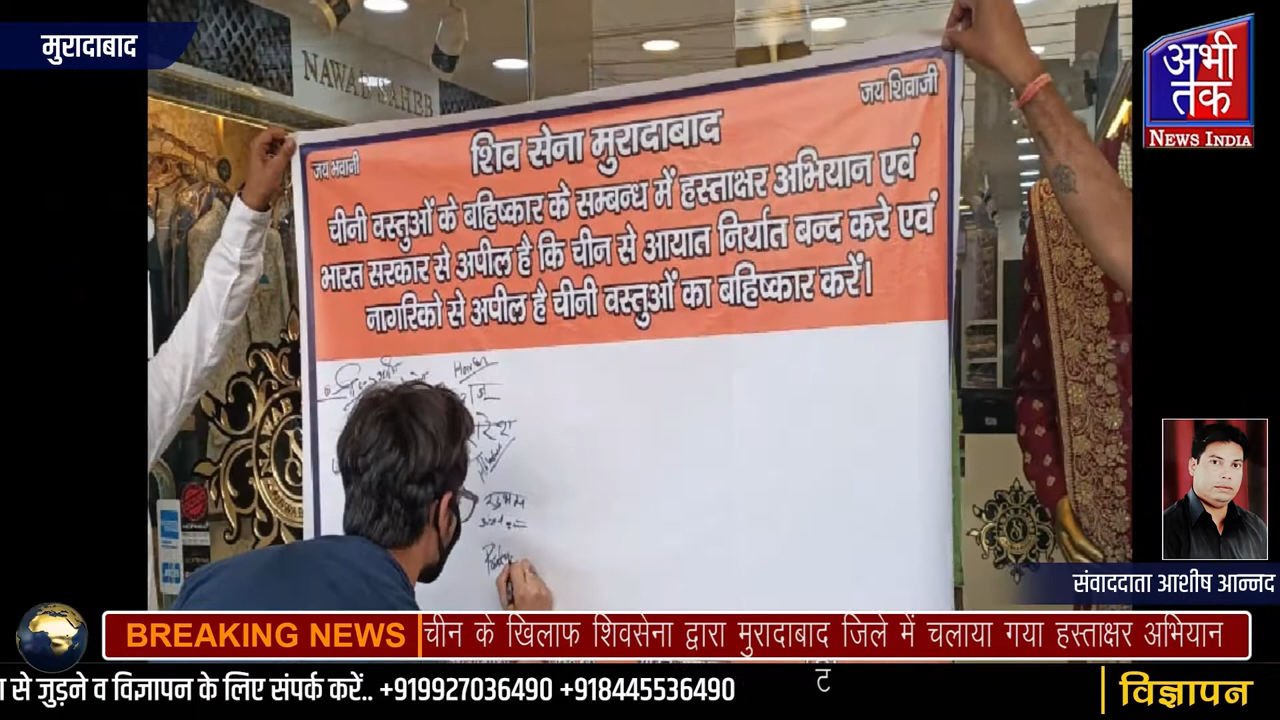 मुरादाबाद
अभी
तक
NEWS INDIA
NAWAB SAHEB
जय भवानी
जय शिवाजी
शिव सेना मुरादाबाद
चीनी वस्तुओं के बहिष्कार के सम्बन्ध में हस्ताक्षर अभियान एवं
भारत सरकार से अपील है कि चीन से आयात निर्यात बन्द करे एवं
नागरिको से अपील है चीनी वस्तुओं का बहिष्कार करें।
संवाददाता आशीष आन्नद
BREAKING NEWS
चीन के खिलाफ शिवसेना द्वारा मुरादाबाद जिले में चलाया गया हस्ताक्षर अभियान
से जुड़ने व विज्ञापन के लिए संपर्क करें.. +919927036490 +918445536490
ट
विज्ञापन